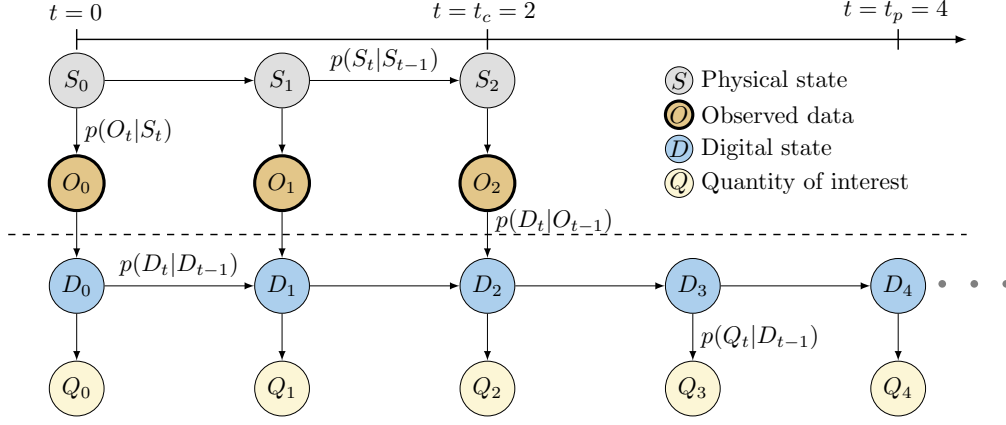 t = 0
t = t_c = 2
t = t_p = 4
S_0
S_1
p(S_t|S_{t−1})
S_2
S Physical state
O Observed data
D Digital state
Q Quantity of interest
p(O_t|S_t)
O_0
O_1
O_2
p(D_t|O_{t−1})
p(D_t|D_{t−1})
D_0
D_1
D_2
D_3
D_4
p(Q_t|D_{t−1})
Q_0
Q_1
Q_2
Q_3
Q_4